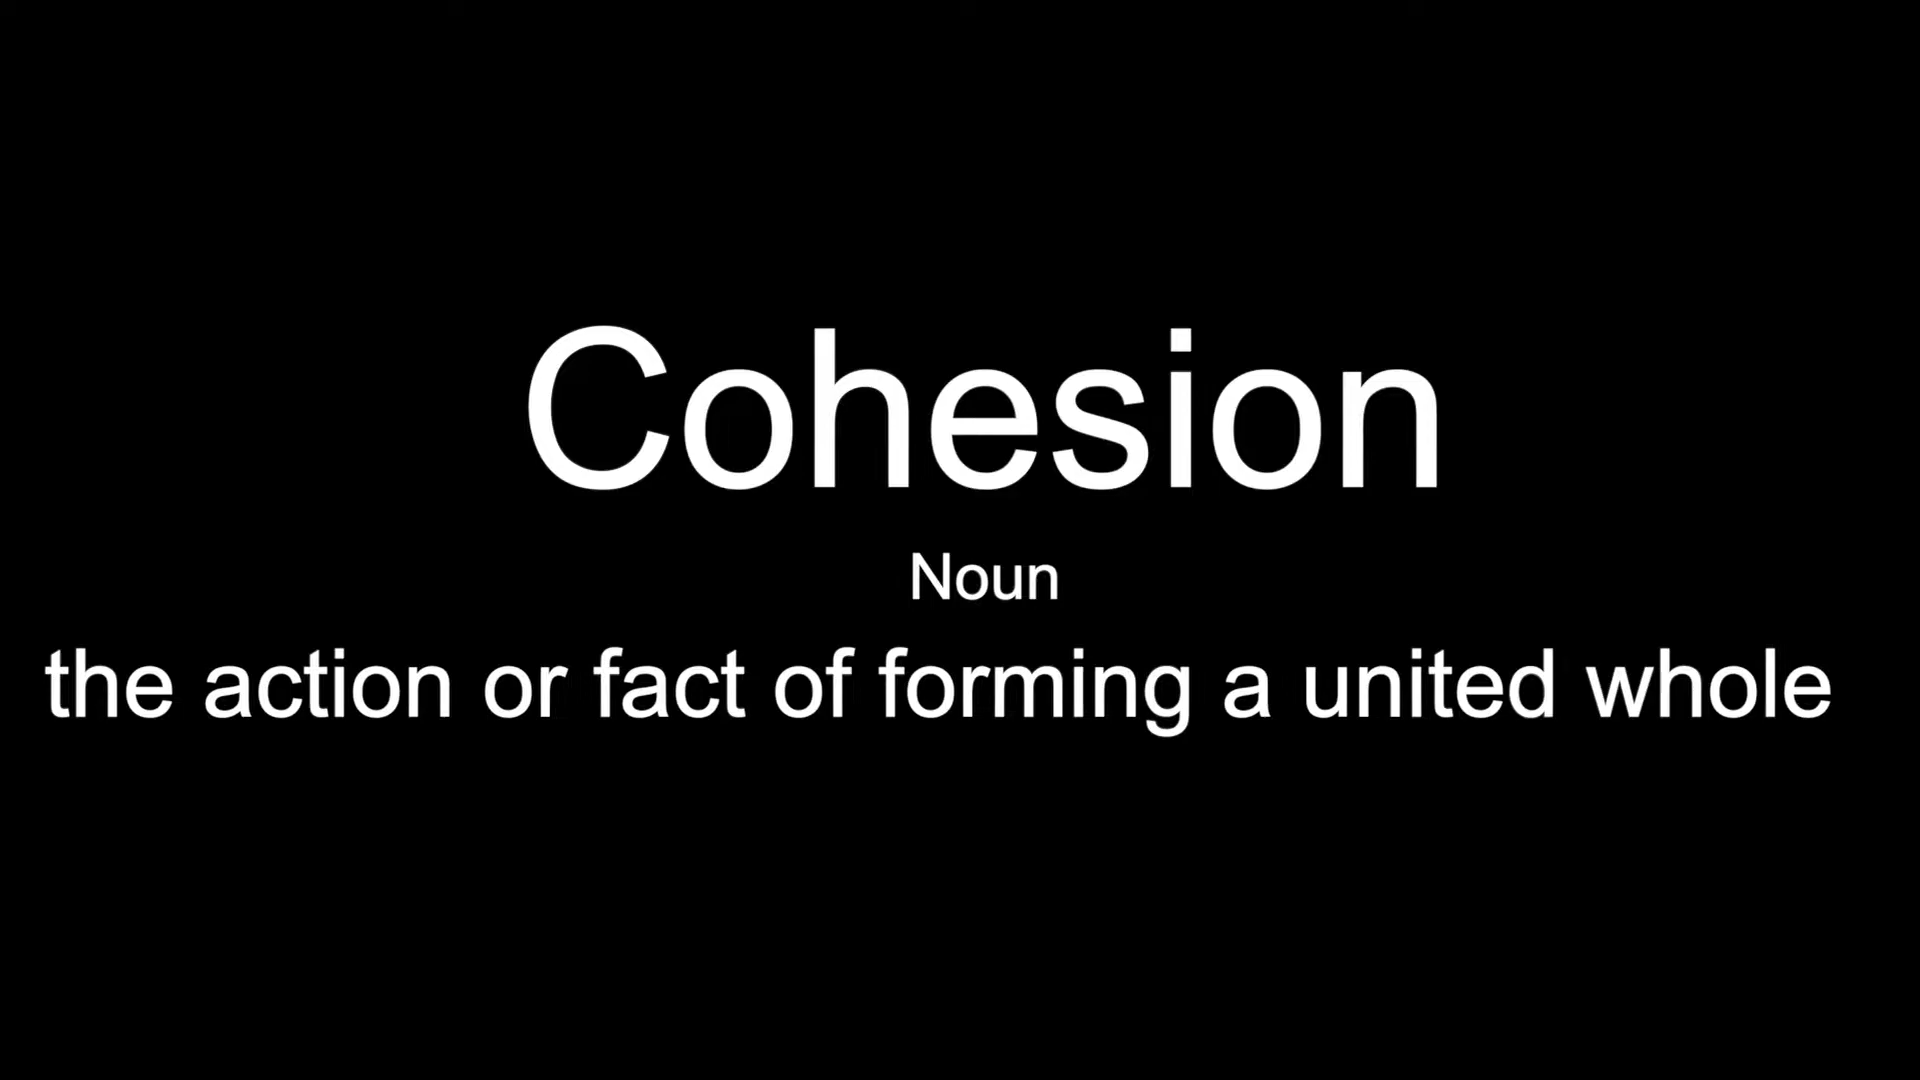 Cohesion
Noun
the action or fact of forming a united whole